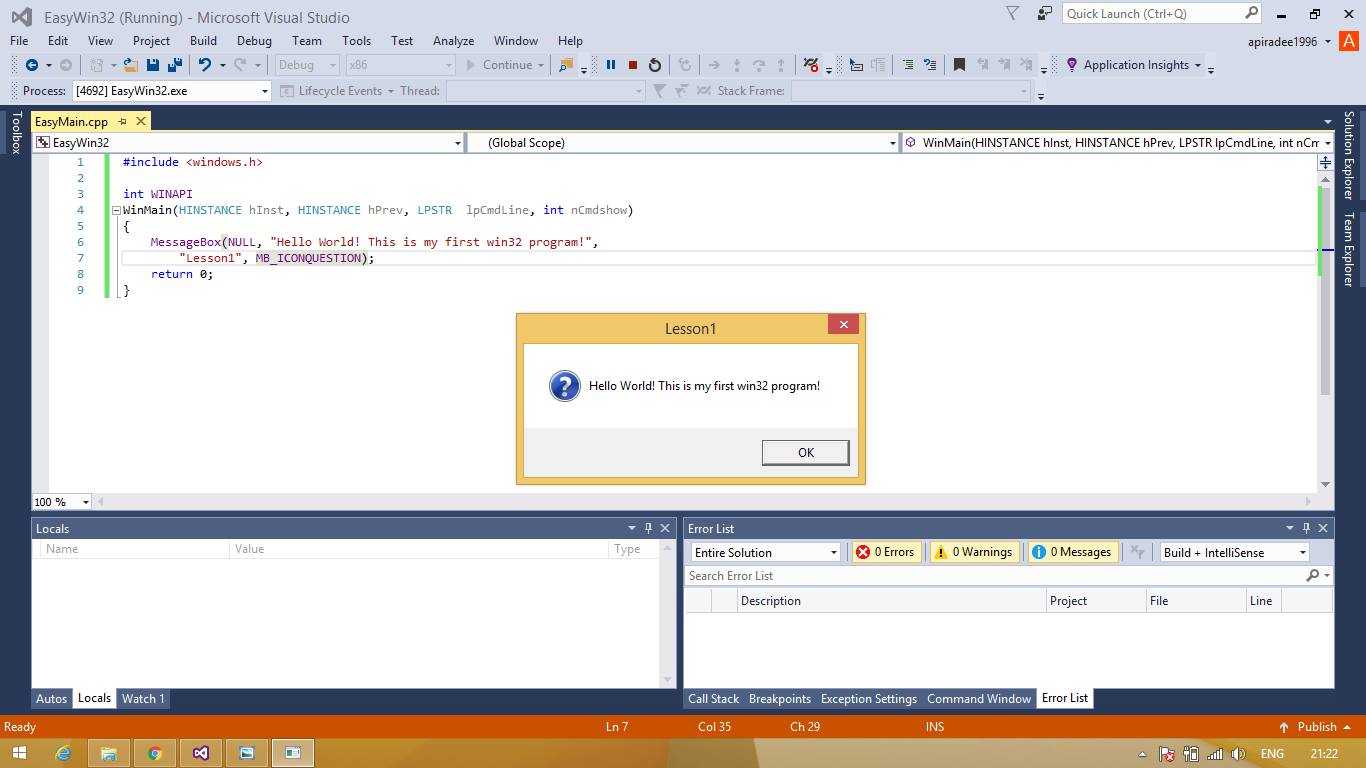 EasyWin32 (Running) - Microsoft Visual Studio
Quick Launch (Ctrl+Q)
File Edit View Project Build Debug Team Tools Test Analyze Window Help
apiradee1996 A
Debug x86 Continue Application Insights
Process: [4692] EasyWin32.exe Lifecycle Events Thread: Stack Frame:
Toolbox
EasyMain.cpp
EasyWin32 (Global Scope) WinMain(HINSTANCE hInst, HINSTANCE hPrev, LPSTR lpCmdLine, int nCm
1 #include <windows.h>
2
3 int WINAPI
4 WinMain(HINSTANCE hInst, HINSTANCE hPrev, LPSTR  lpCmdLine, int nCmdshow)
5 {
6 MessageBox(NULL, "Hello World! This is my first win32 program!",
7 "Lesson1", MB_ICONQUESTION);
8 return 0;
9 }
Solution Explorer
Team Explorer
Lesson1
Hello World! This is my first win32 program!
OK
100 %
Locals
Name Value Type
Autos Locals Watch 1
Error List
Entire Solution 0 Errors 0 Warnings 0 Messages Build + IntelliSense
Search Error List
Description Project File Line
Call Stack Breakpoints Exception Settings Command Window Error List
Ready Ln 7 Col 35 Ch 29 INS Publish
ENG 21:22